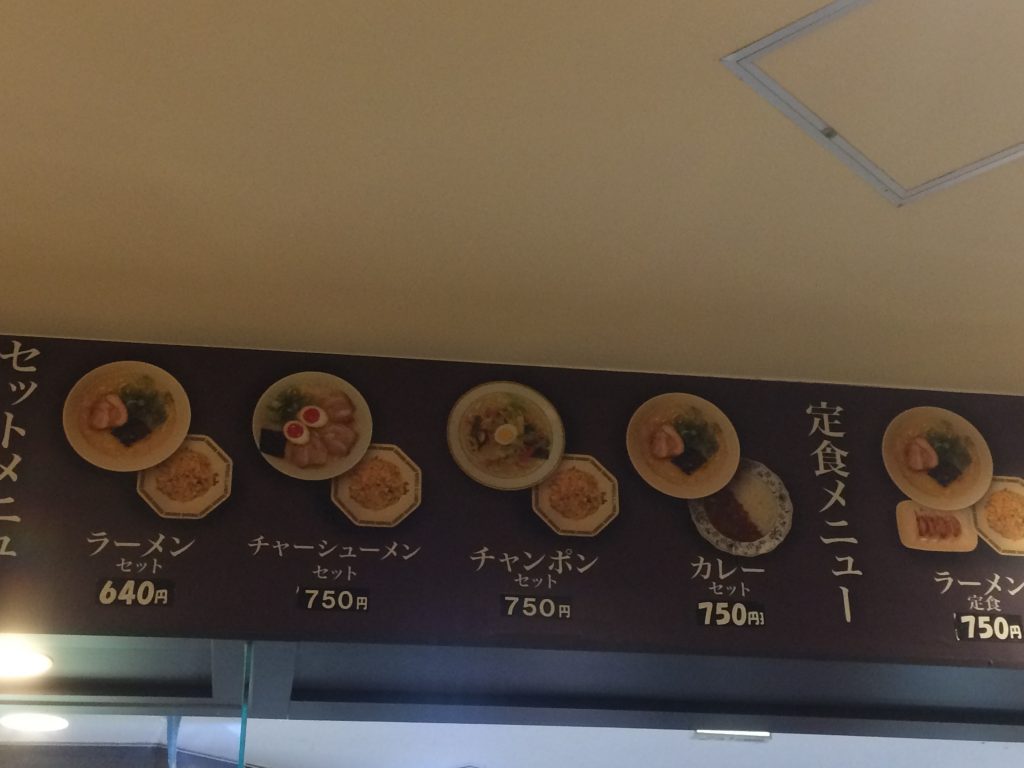 セットメニュー
ラーメン
セット
640円
チャーシューメン
セット
750円
チャンポン
セット
750円
カレー
セット
750円
定食メニュー
ラーメン
定食
750円